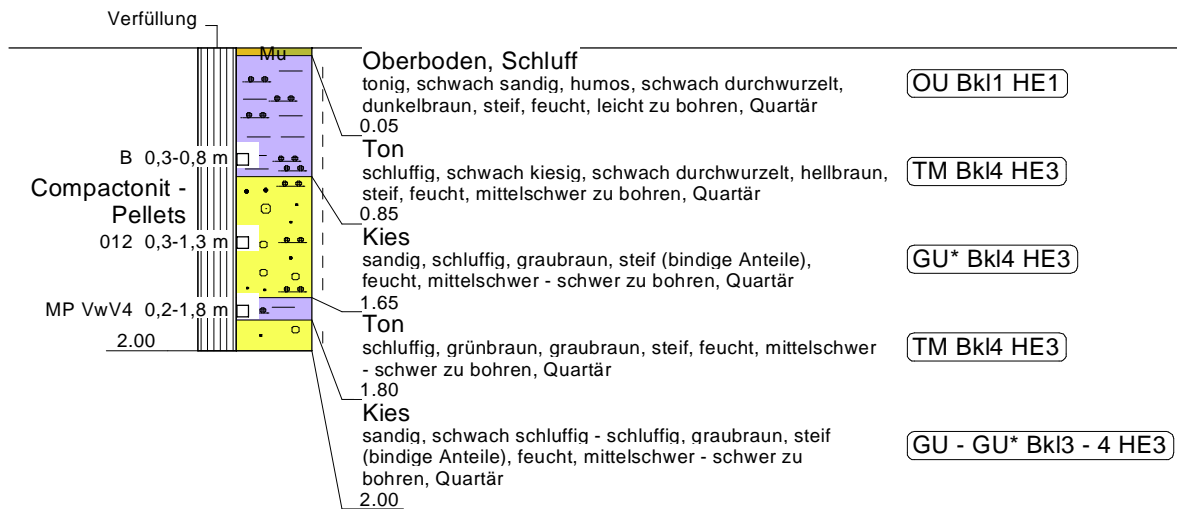 Verfüllung
Mu
Oberboden, Schluff
tonig, schwach sandig, humos, schwach durchwurzelt,
dunkelbraun, steif, feucht, leicht zu bohren, Quartär
0.05
OU Bkl1 HE1
B 0,3-0,8 m
Ton
schluffig, schwach kiesig, schwach durchwurzelt, hellbraun,
steif, feucht, mittelschwer zu bohren, Quartär
0.85
TM Bkl4 HE3
Compactonit -
Pellets
012 0,3-1,3 m
Kies
sandig, schluffig, graubraun, steif (bindige Anteile),
feucht, mittelschwer - schwer zu bohren, Quartär
1.65
GU* Bkl4 HE3
MP VwV4 0,2-1,8 m
2.00
Ton
schluffig, grünbraun, graubraun, steif, feucht, mittelschwer
- schwer zu bohren, Quartär
1.80
TM Bkl4 HE3
Kies
sandig, schwach schluffig - schluffig, graubraun, steif
(bindige Anteile), feucht, mittelschwer - schwer zu
bohren, Quartär
2.00
GU - GU* Bkl3 - 4 HE3